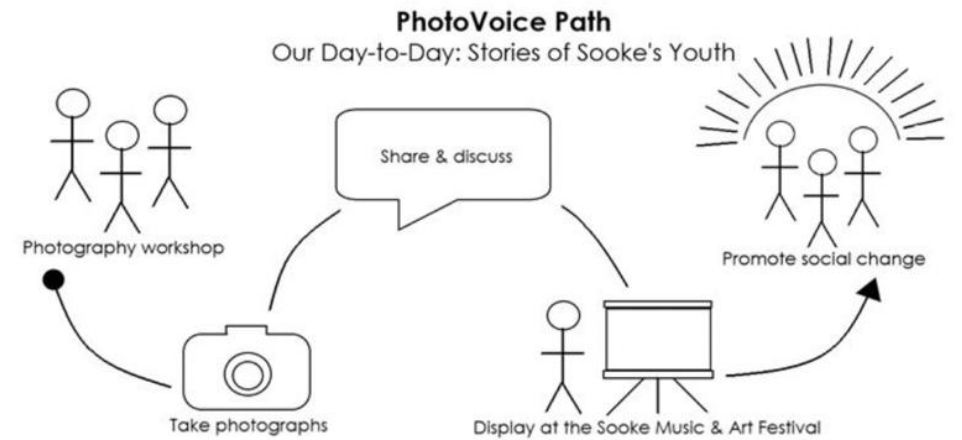 PhotoVoice Path
Our Day-to-Day: Stories of Sooke's Youth
Photography workshop
Take photographs
Share & discuss
Display at the Sooke Music & Art Festival
Promote social change